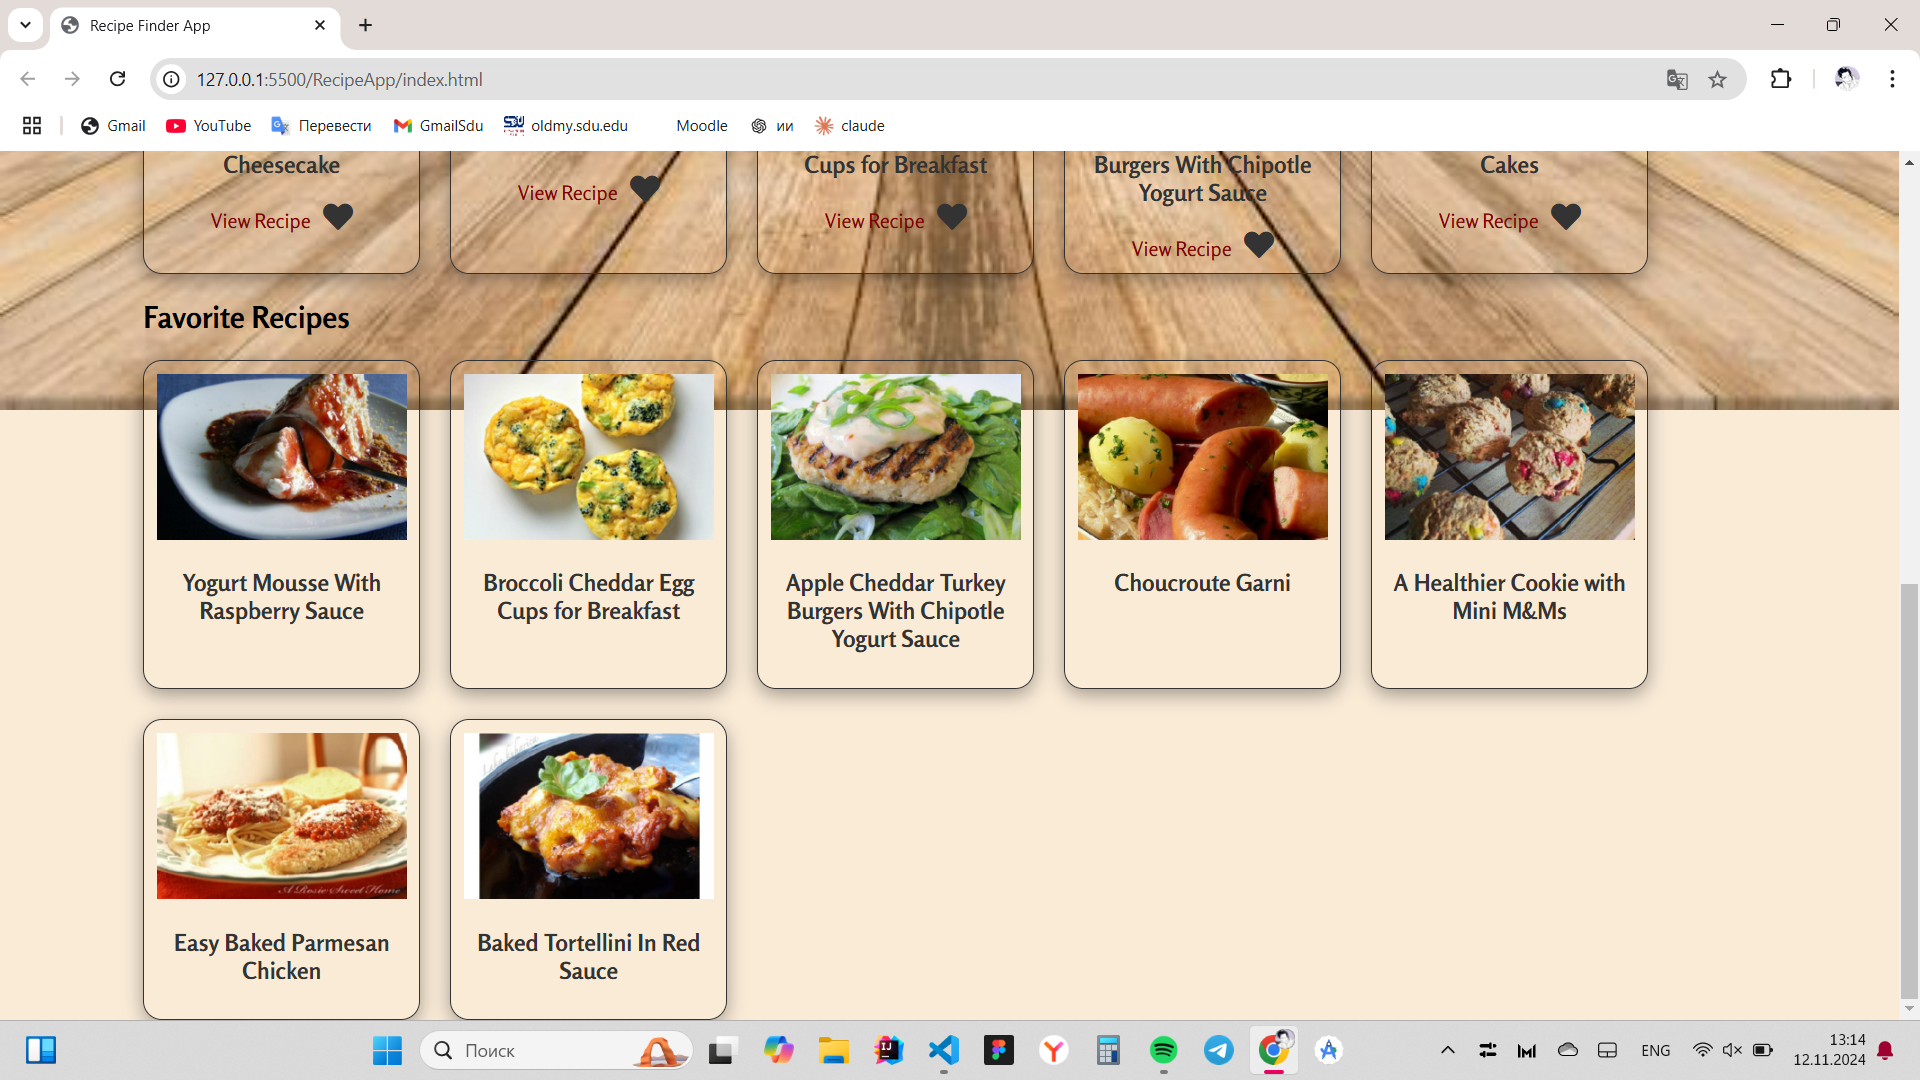 Recipe Finder App
127.0.0.1:5500/RecipeApp/index.html
Gmail YouTube Перевести GmailSdu oldmy.sdu.edu Moodle ии claude
Cheesecake
View Recipe
View Recipe
Cups for Breakfast
View Recipe
Burgers With Chipotle
Yogurt Sauce
View Recipe
Cakes
View Recipe
Favorite Recipes
Yogurt Mousse With
Raspberry Sauce
Broccoli Cheddar Egg
Cups for Breakfast
Apple Cheddar Turkey
Burgers With Chipotle
Yogurt Sauce
Choucroute Garni
A Healthier Cookie with
Mini M&Ms
A Rosie Sweet Home
Easy Baked Parmesan
Chicken
Baked Tortellini In Red
Sauce
Поиск
ENG
13:14
12.11.2024